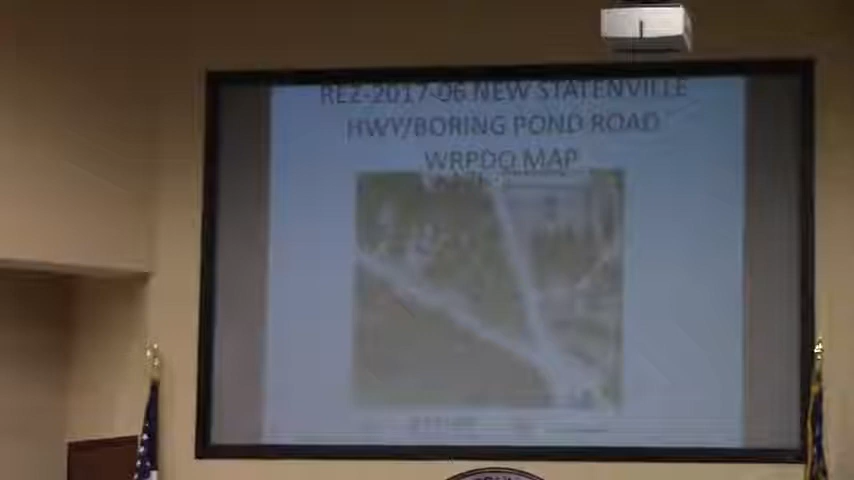 REZ-2017-06 NEW STATENVILLE
HWY/BORING POND ROAD
WRPDO MAP